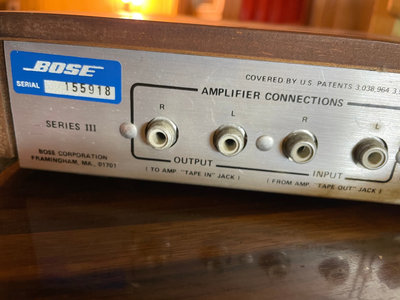 BOSE
SERIAL 155918
COVERED BY U.S. PATENTS 3,038,964 3,
AMPLIFIER CONNECTIONS
R L R L
SERIES III
OUTPUT INPUT
( TO AMP. "TAPE IN" JACK ) ( FROM AMP. "TAPE OUT" JACK )
BOSE CORPORATION
FRAMINGHAM, MA. 01701